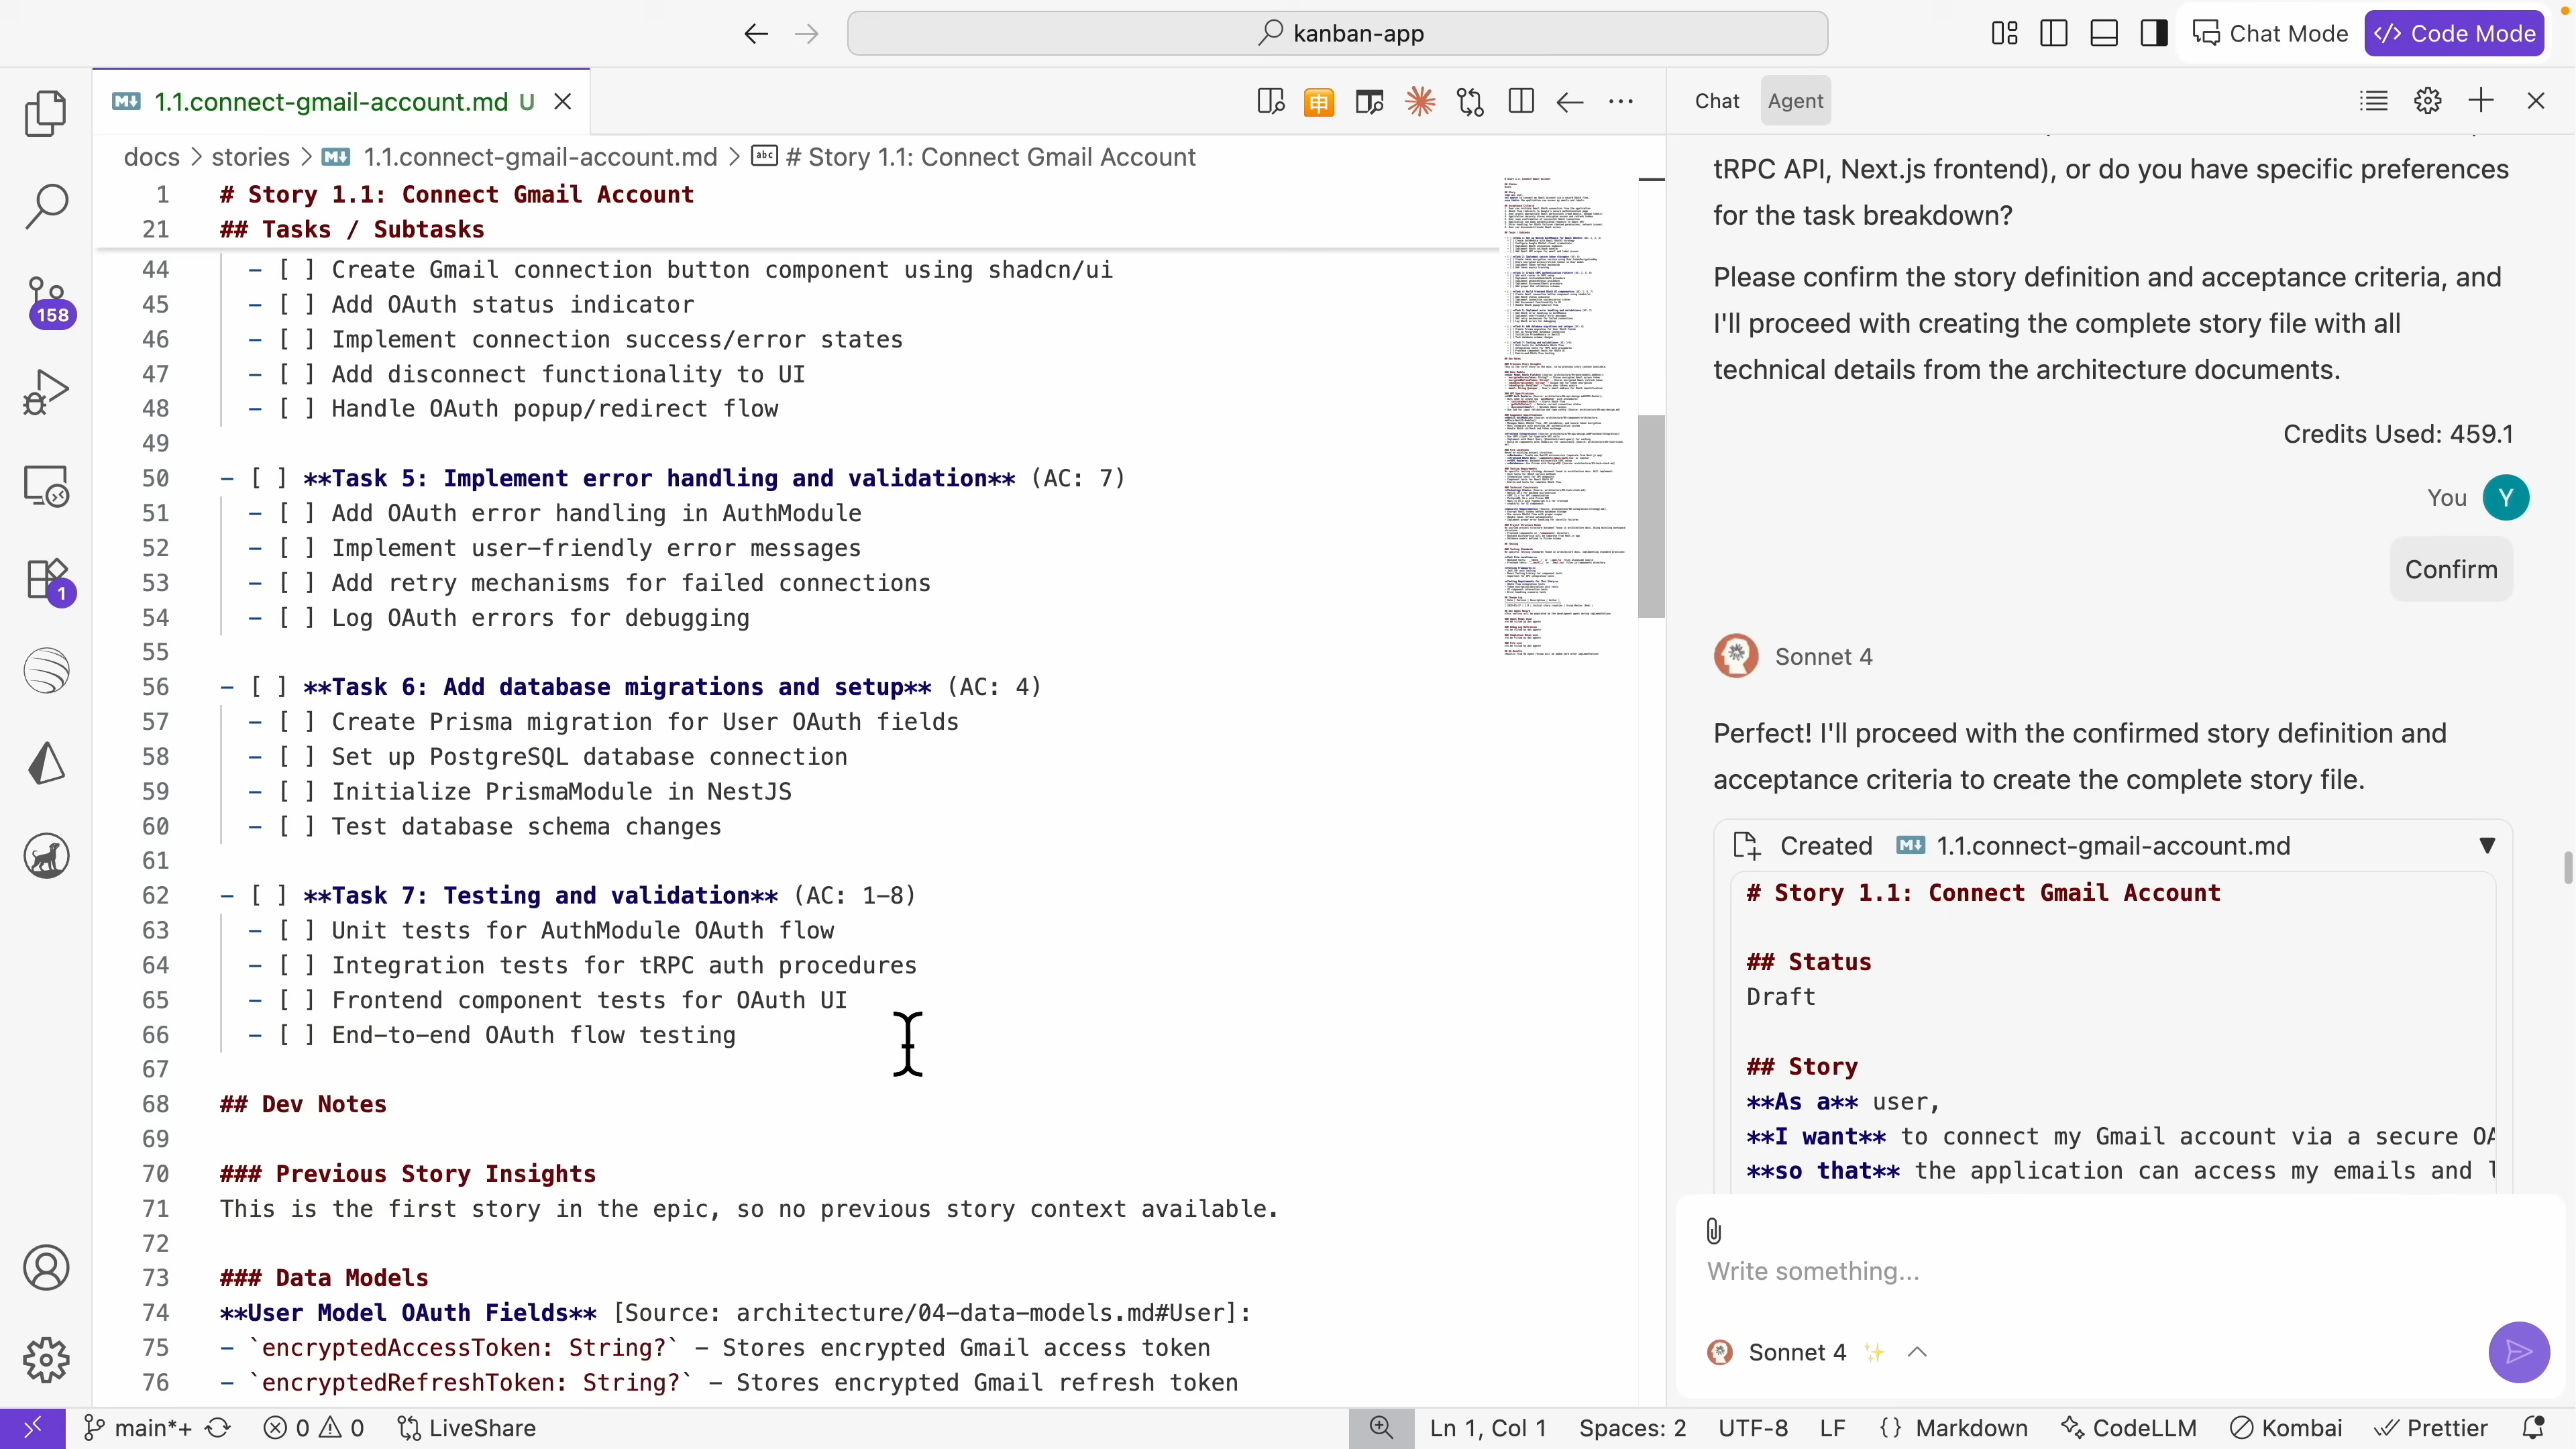 kanban-app
Chat Mode
</> Code Mode
1.1.connect-gmail-account.md U
Chat
Agent
docs > stories > 1.1.connect-gmail-account.md > # Story 1.1: Connect Gmail Account
1 # Story 1.1: Connect Gmail Account
21 ## Tasks / Subtasks
44 - [ ] Create Gmail connection button component using shadcn/ui
45 - [ ] Add OAuth status indicator
46 - [ ] Implement connection success/error states
47 - [ ] Add disconnect functionality to UI
48 - [ ] Handle OAuth popup/redirect flow
49
50 - [ ] **Task 5: Implement error handling and validation** (AC: 7)
51 - [ ] Add OAuth error handling in AuthModule
52 - [ ] Implement user-friendly error messages
53 - [ ] Add retry mechanisms for failed connections
54 - [ ] Log OAuth errors for debugging
55
56 - [ ] **Task 6: Add database migrations and setup** (AC: 4)
57 - [ ] Create Prisma migration for User OAuth fields
58 - [ ] Set up PostgreSQL database connection
59 - [ ] Initialize PrismaModule in NestJS
60 - [ ] Test database schema changes
61
62 - [ ] **Task 7: Testing and validation** (AC: 1-8)
63 - [ ] Unit tests for AuthModule OAuth flow
64 - [ ] Integration tests for tRPC auth procedures
65 - [ ] Frontend component tests for OAuth UI
66 - [ ] End-to-end OAuth flow testing
67
68 ## Dev Notes
69
70 ### Previous Story Insights
71 This is the first story in the epic, so no previous story context available.
72
73 ### Data Models
74 **User Model OAuth Fields** [Source: architecture/04-data-models.md#User]:
75 - `encryptedAccessToken: String?` - Stores encrypted Gmail access token
76 - `encryptedRefreshToken: String?` - Stores encrypted Gmail refresh token
158
1
tRPC API, Next.js frontend), or do you have specific preferences
for the task breakdown?
Please confirm the story definition and acceptance criteria, and
I'll proceed with creating the complete story file with all
technical details from the architecture documents.
Credits Used: 459.1
You Y
Confirm
Sonnet 4
Perfect! I'll proceed with the confirmed story definition and
acceptance criteria to create the complete story file.
Created 1.1.connect-gmail-account.md
# Story 1.1: Connect Gmail Account
## Status
Draft
## Story
**As a** user,
**I want** to connect my Gmail account via a secure OA
**so that** the application can access my emails and l
Write something...
Sonnet 4
main*+ 0 0 LiveShare
Ln 1, Col 1 Spaces: 2 UTF-8 LF {} Markdown CodeLLM Kombai Prettier